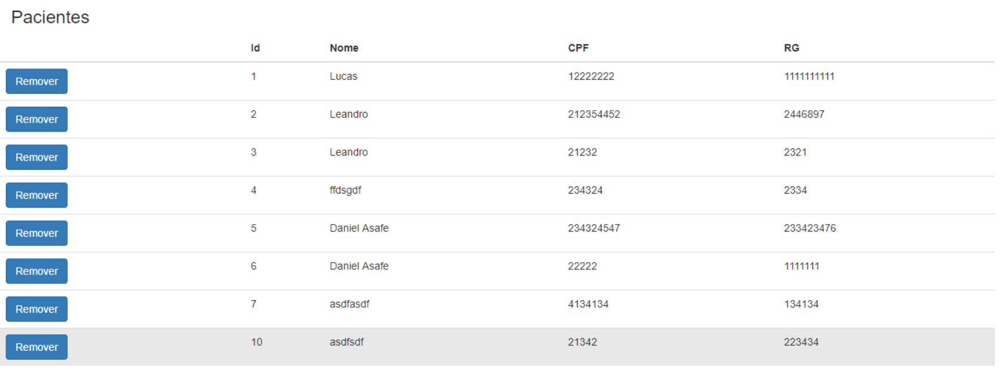 Pacientes
Id Nome CPF RG
Remover 1 Lucas 12222222 1111111111
Remover 2 Leandro 212354452 2446897
Remover 3 Leandro 21232 2321
Remover 4 ffdsgdf 234324 2334
Remover 5 Daniel Asafe 234324547 233423476
Remover 6 Daniel Asafe 22222 1111111
Remover 7 asdfasdf 4134134 134134
Remover 10 asdfsdf 21342 223434